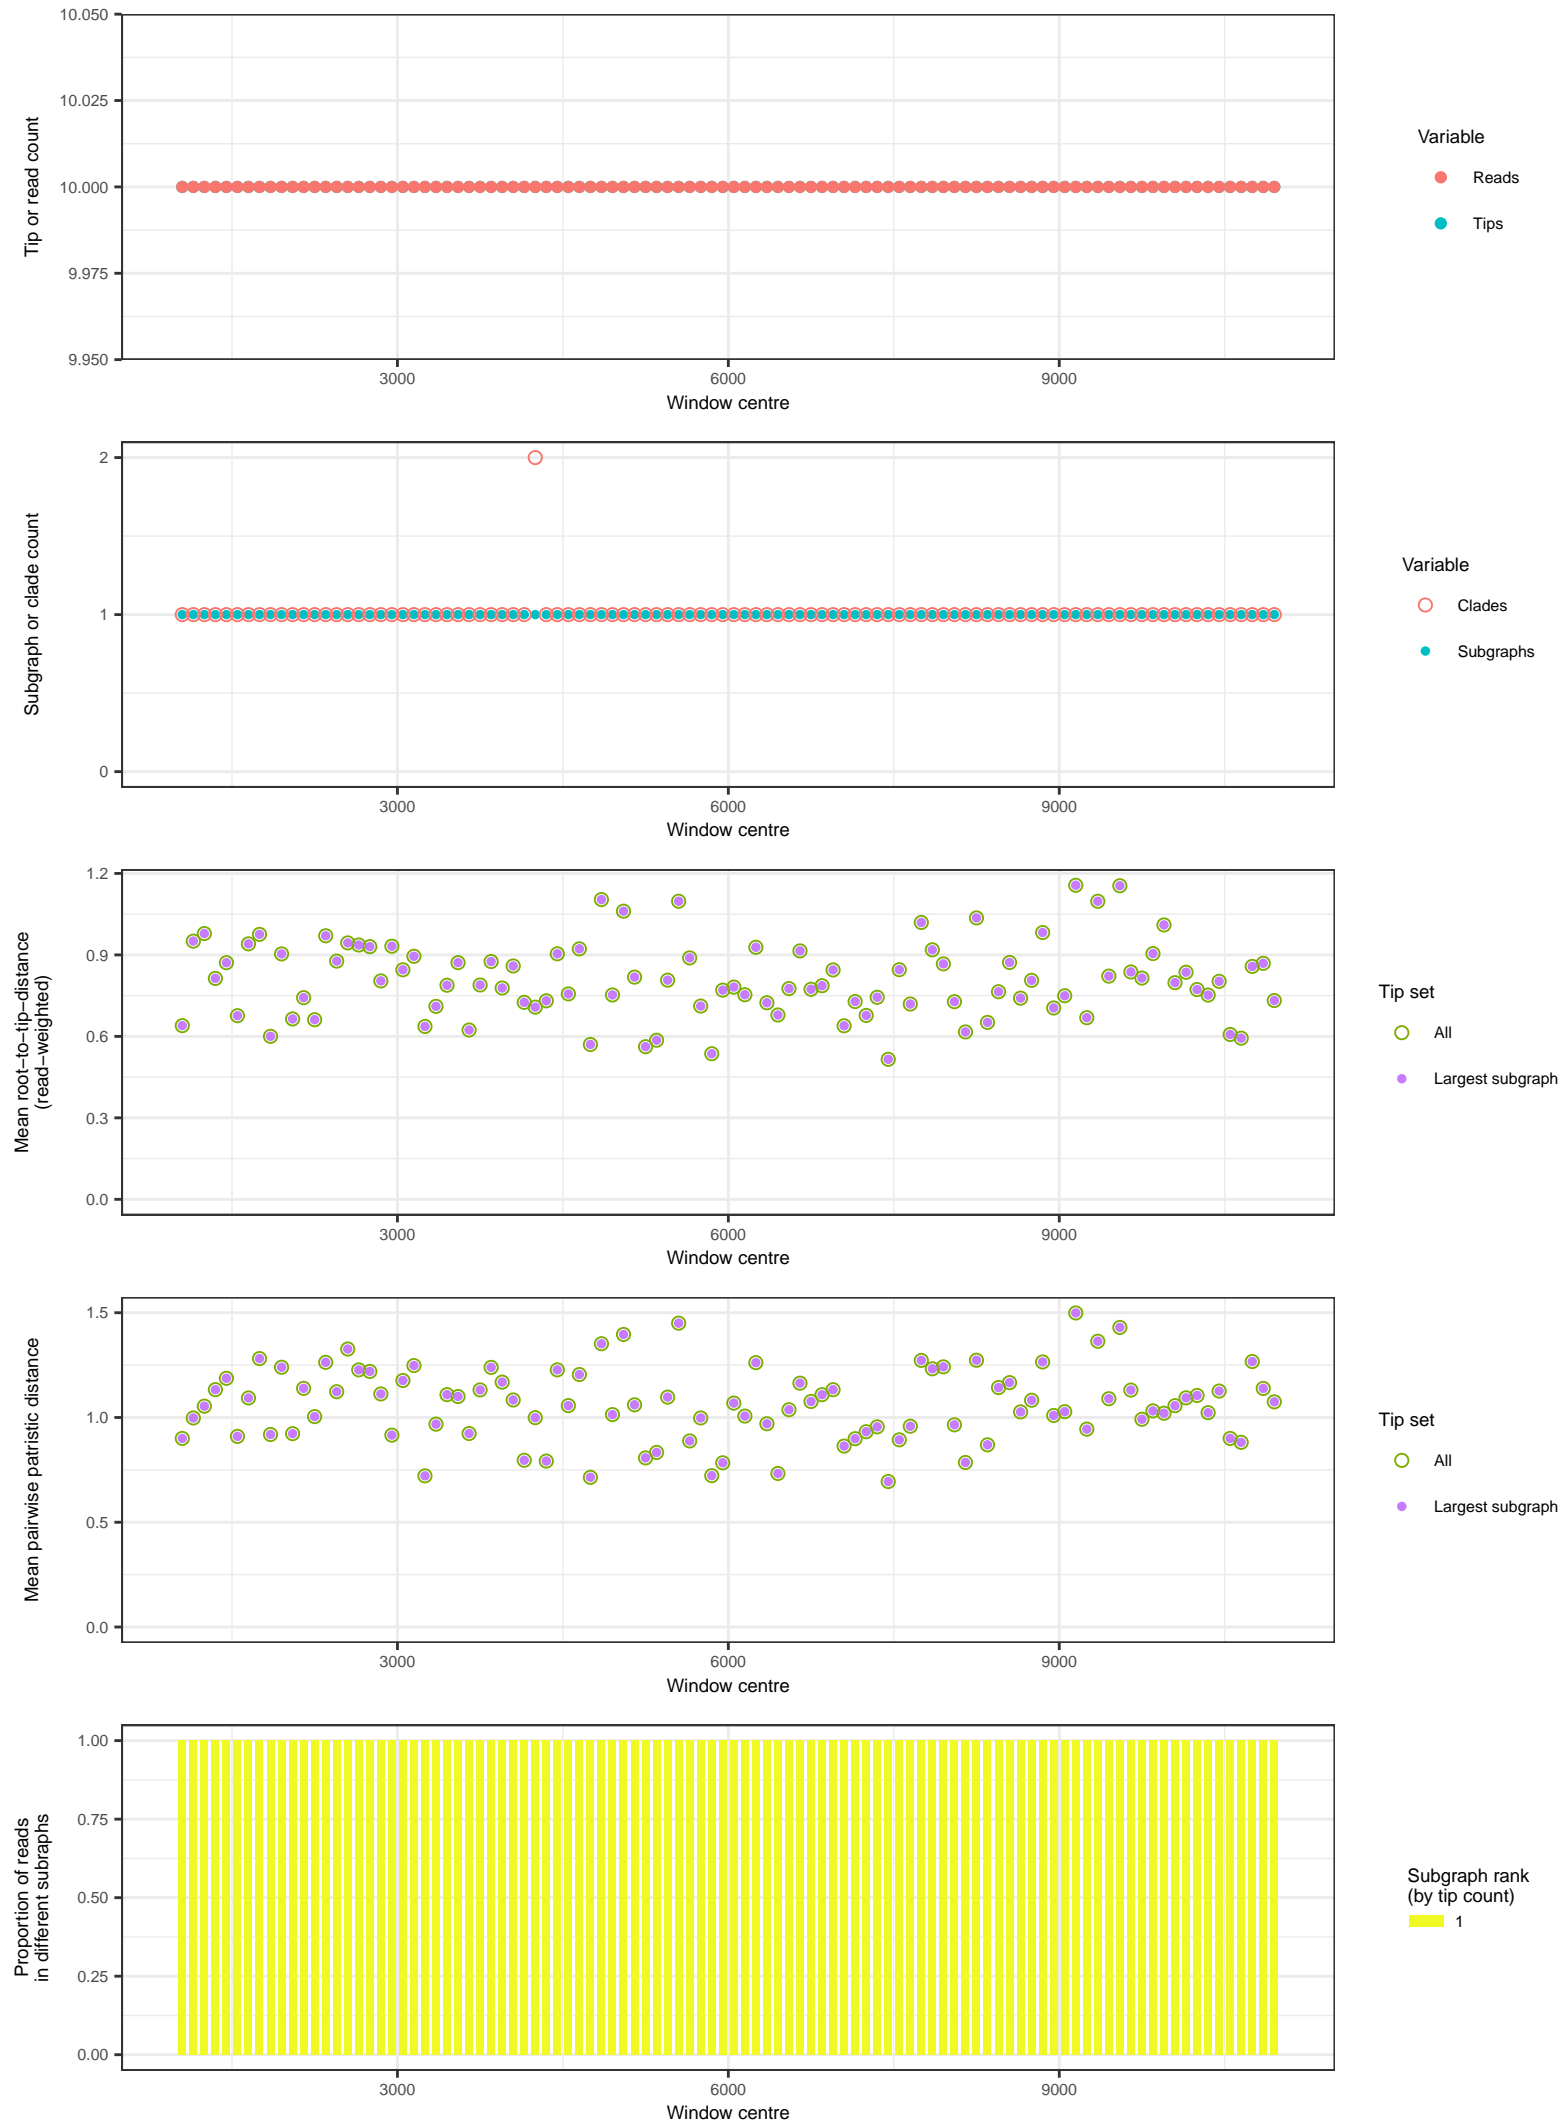 10.050
10.025
10.000
9.975
9.950
Tip or read count
3000
6000
9000
Window centre
Variable
Reads
Tips
2
1
0
Subgraph or clade count
3000
6000
9000
Window centre
Variable
Clades
Subgraphs
1.2
0.9
0.6
0.3
0.0
Mean root−to−tip−distance
(read−weighted)
3000
6000
9000
Window centre
Tip set
All
Largest subgraph
1.5
1.0
0.5
0.0
Mean pairwise patristic distance
3000
6000
9000
Window centre
Tip set
All
Largest subgraph
1.00
0.75
0.50
0.25
0.00
Proportion of reads
in different subraphs
3000
6000
9000
Window centre
Subgraph rank
(by tip count)
1